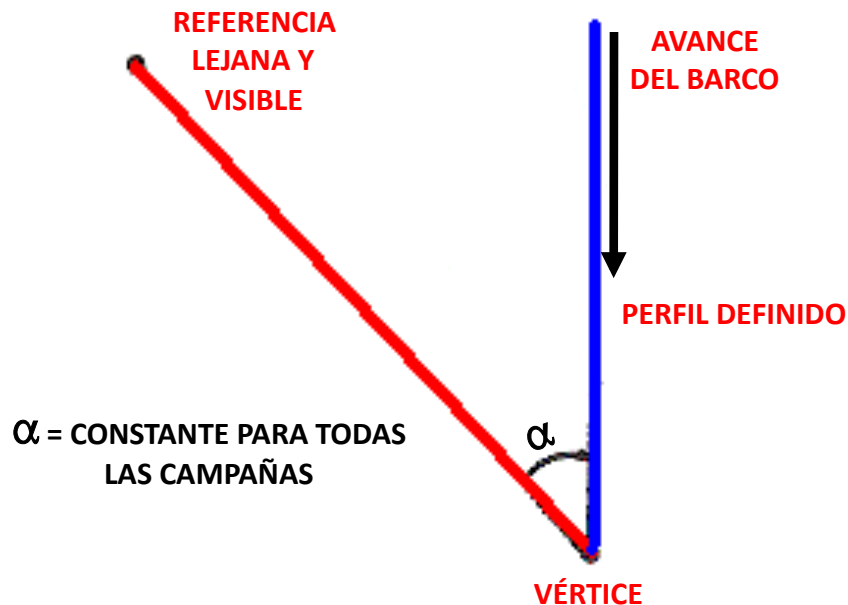 REFERENCIA
LEJANA Y
VISIBLE
AVANCE
DEL BARCO
PERFIL DEFINIDO
α = CONSTANTE PARA TODAS
LAS CAMPAÑAS
α
VÉRTICE